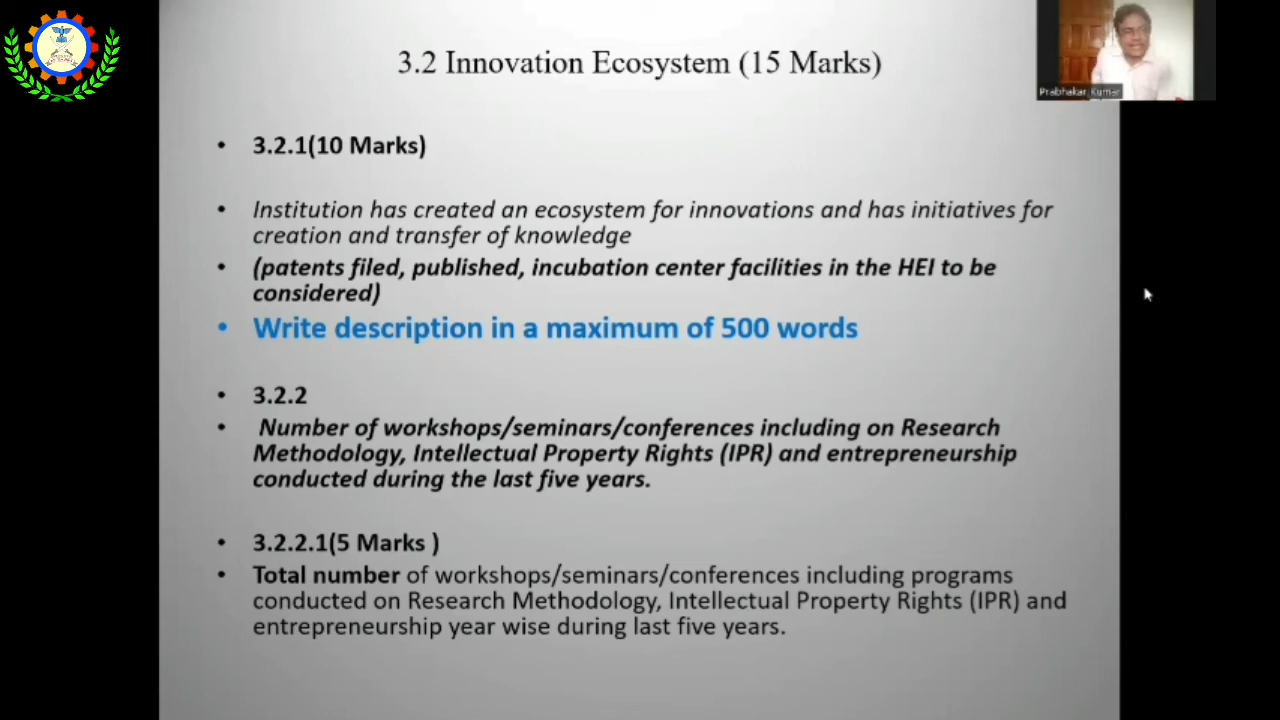 3.2 Innovation Ecosystem (15 Marks)
Prabhakar Kumar
• 3.2.1(10 Marks)
• Institution has created an ecosystem for innovations and has initiatives for
creation and transfer of knowledge
• (patents filed, published, incubation center facilities in the HEI to be
considered)
• Write description in a maximum of 500 words
• 3.2.2
• Number of workshops/seminars/conferences including on Research
Methodology, Intellectual Property Rights (IPR) and entrepreneurship
conducted during the last five years.
• 3.2.2.1(5 Marks )
• Total number of workshops/seminars/conferences including programs
conducted on Research Methodology, Intellectual Property Rights (IPR) and
entrepreneurship year wise during last five years.